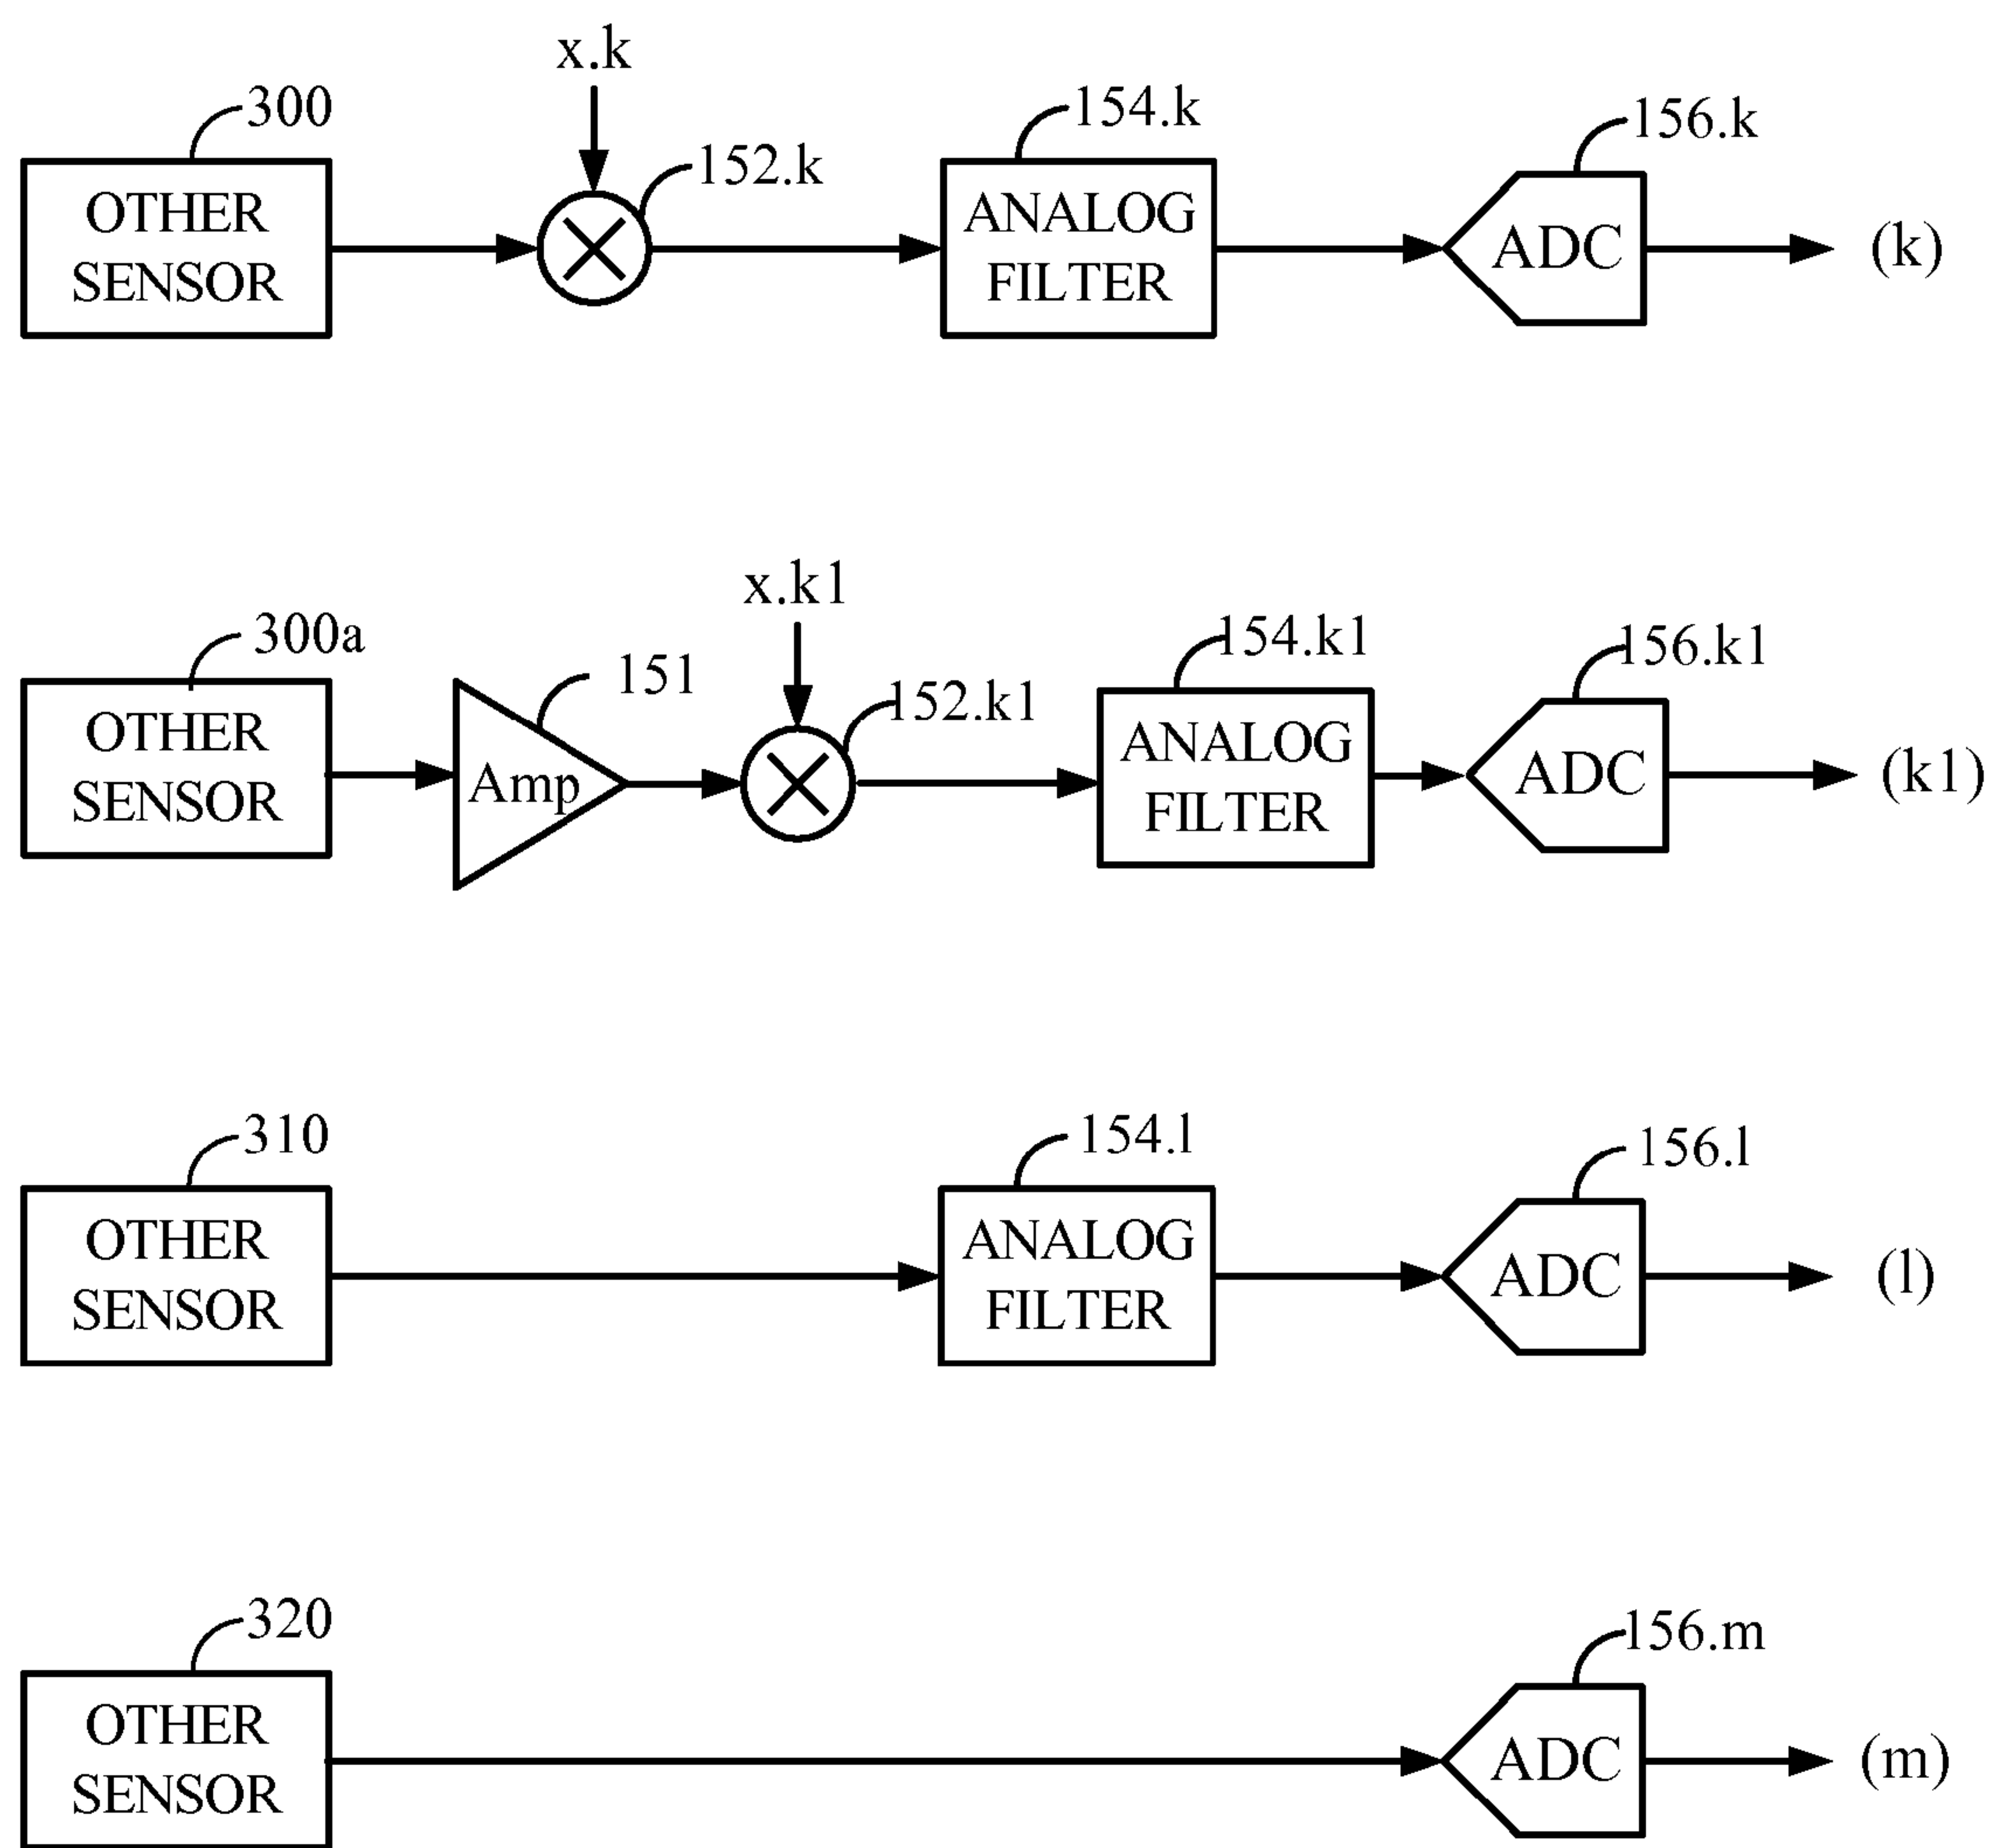 x.k
300
152.k
154.k
156.k
OTHER
SENSOR
ANALOG
FILTER
ADC
(k)
x.k1
300a
151
152.k1
154.k1
156.k1
OTHER
SENSOR
Amp
ANALOG
FILTER
ADC
(k1)
310
154.l
156.l
OTHER
SENSOR
ANALOG
FILTER
ADC
(l)
320
156.m
OTHER
SENSOR
ADC
(m)